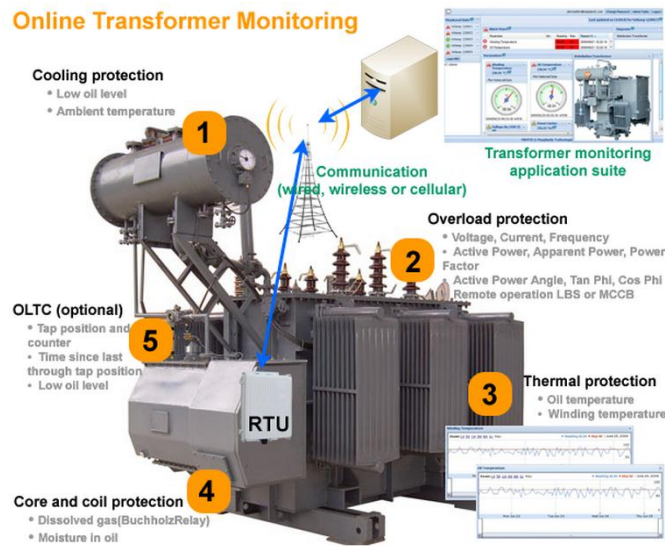 Online Transformer Monitoring
Cooling protection
• Low oil level
• Ambient temperature
1
Communication
(wired, wireless or cellular)
Transformer monitoring
application suite
Overload protection
• Voltage, Current, Frequency
• Active Power, Apparent Power, Power
Factor
• Active Power Angle, Tan Phi, Cos Phi
Remote operation LBS or MCCB
2
OLTC (optional)
• Tap position and
counter
• Time since last
through tap position
• Low oil level
5
RTU
3
Thermal protection
• Oil temperature
• Winding temperature
Winding Temperature
Oil Temperature
4
Core and coil protection
• Dissolved gas(BuchholzRelay)
• Moisture in oil